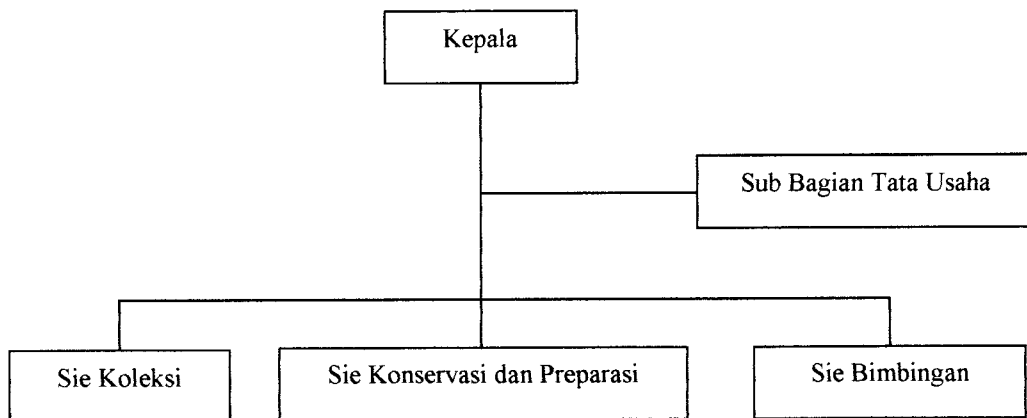 Kepala
Sub Bagian Tata Usaha
Sie Koleksi
Sie Konservasi dan Preparasi
Sie Bimbingan